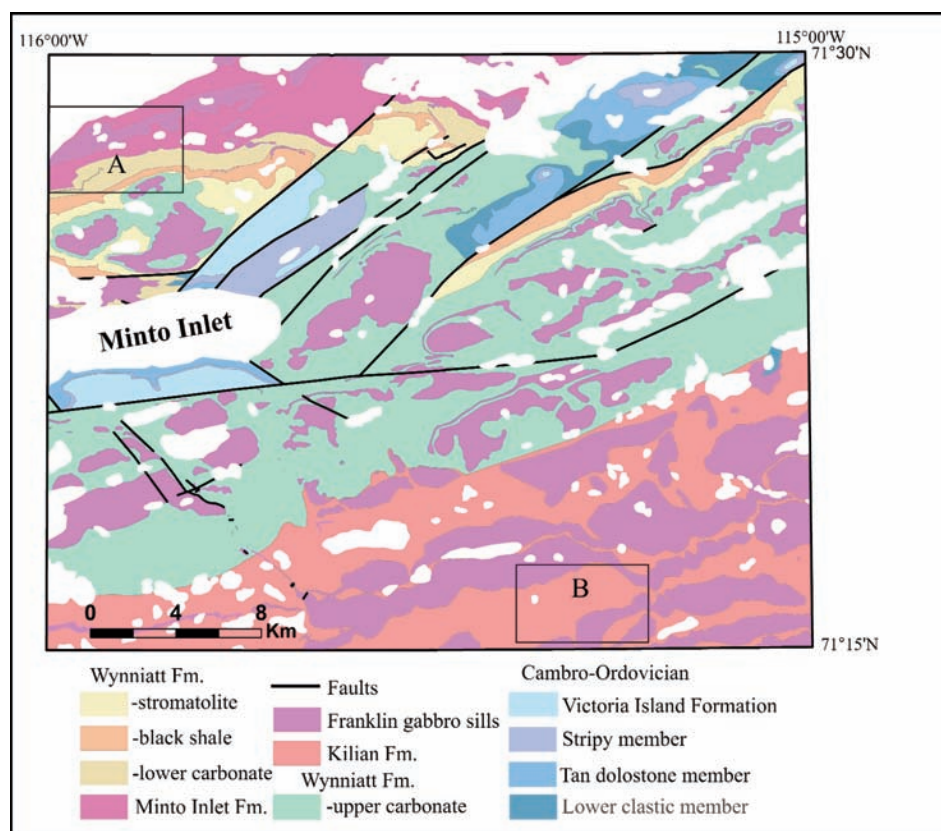 116°00'W
115°00'W
71°30'N
A
Minto Inlet
B
0 4 8
Km
71°15'N
Wynniatt Fm.
-stromatolite
-black shale
-lower carbonate
Minto Inlet Fm.
Faults
Franklin gabbro sills
Kilian Fm.
Wynniatt Fm.
-upper carbonate
Cambro-Ordovician
Victoria Island Formation
Stripy member
Tan dolostone member
Lower clastic member